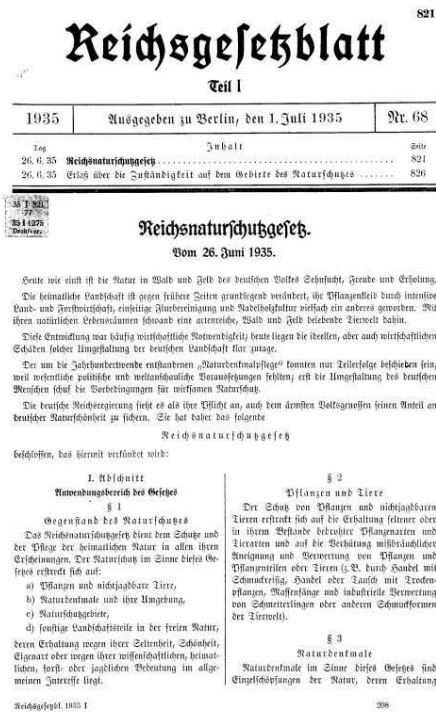 821
Reichsgesetzblatt
Teil I
1935 Ausgegeben zu Berlin, den 1. Juli 1935 Nr. 68
Tag Inhalt Seite
26. 6. 35 Reichsnaturschutzgesetz 821
26. 6. 35 Erlaß über die Zuständigkeit auf dem Gebiete des Naturschutzes 826
35 I 821
77
35 I 1275
Reichsnaturschutzgesetz.
Vom 26. Juni 1935.
Heute wie einst ist die Natur in Wald und Feld des deutschen Volkes Sehnsucht, Freude und Erholung.
Die heimatliche Landschaft ist gegen frühere Zeiten grundlegend verändert, ihr Pflanzenkleid durch intensive
Land- und Forstwirtschaft, einseitige Flurbereinigung und Nadelholzkultur vielfach ein anderes geworden. Mit
ihren natürlichen Lebensräumen schwand eine artenreiche, Wald und Feld belebende Tierwelt dahin.
Diese Entwicklung war häufig wirtschaftliche Notwendigkeit; heute liegen die ideellen, aber auch wirtschaftlichen
Schäden solcher Umgestaltung der deutschen Landschaft klar zutage.
Der um die Jahrhundertwende entstandenen „Naturdenkmalpflege“ konnten nur Teilerfolge beschieden sein,
weil wesentliche politische und weltanschauliche Voraussetzungen fehlten; erst die Umgestaltung des deutschen
Menschen schuf die Vorbedingungen für wirksamen Naturschutz.
Die deutsche Reichsregierung sieht es als ihre Pflicht an, auch dem ärmsten Volksgenossen seinen Anteil an
deutscher Naturschönheit zu sichern. Sie hat daher das folgende
Reichsnaturschutzgesetz
beschlossen, das hiermit verkündet wird:
I. Abschnitt
Anwendungsbereich des Gesetzes
§ 1
Gegenstand des Naturschutzes
Das Reichsnaturschutzgesetz dient dem Schutze und
der Pflege der heimatlichen Natur in allen ihren
Erscheinungen. Der Naturschutz im Sinne dieses Ge-
setzes erstreckt sich auf:
a) Pflanzen und nichtjagdbare Tiere,
b) Naturdenkmale und ihre Umgebung,
c) Naturschutzgebiete,
d) sonstige Landschaftsteile in der freien Natur,
deren Erhaltung wegen ihrer Seltenheit, Schönheit,
Eigenart oder wegen ihrer wissenschaftlichen, heimat-
lichen, forst- oder jagdlichen Bedeutung im allge-
meinen Interesse liegt.
§ 2
Pflanzen und Tiere
Der Schutz von Pflanzen und nichtjagdbaren
Tieren erstreckt sich auf die Erhaltung seltener oder
in ihrem Bestande bedrohter Pflanzenarten und
Tierarten und auf die Verhütung mißbräuchlicher
Aneignung und Verwertung von Pflanzen und
Pflanzenteilen oder Tieren (z. B. durch Handel mit
Schmuckreisig, Handel oder Tausch mit Trocken-
pflanzen, Massenfänge und industrielle Verwertung
von Schmetterlingen oder anderen Schmuckformen
der Tierwelt).
§ 3
Naturdenkmale
Naturdenkmale im Sinne dieses Gesetzes sind
Einzelschöpfungen der Natur, deren Erhaltung
Reichsgesetzbl. 1935 I 208